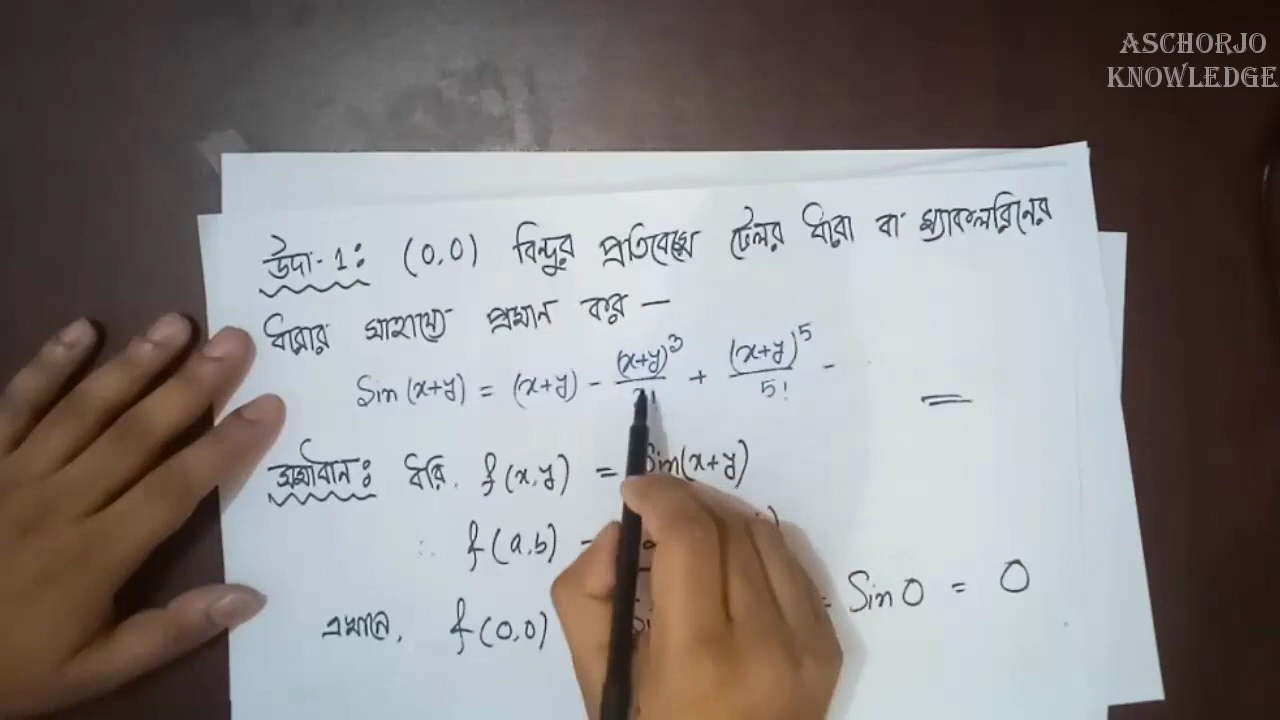 ASCHORJO
KNOWLEDGE
উদা-1: (0,0) বিন্দুর প্রতিবেশে টেলর ধারা বা ম্যাকলরিনের
ধারার সাহায্যে প্রমান কর —
Sin(x+y) = (x+y) - (x+y)³/3! + (x+y)⁵/5! -
সমাধান: ধরি, f(x,y) = Sin(x+y)
∴ f(a,b)
এখানে, f(0,0) = Sin0 = 0